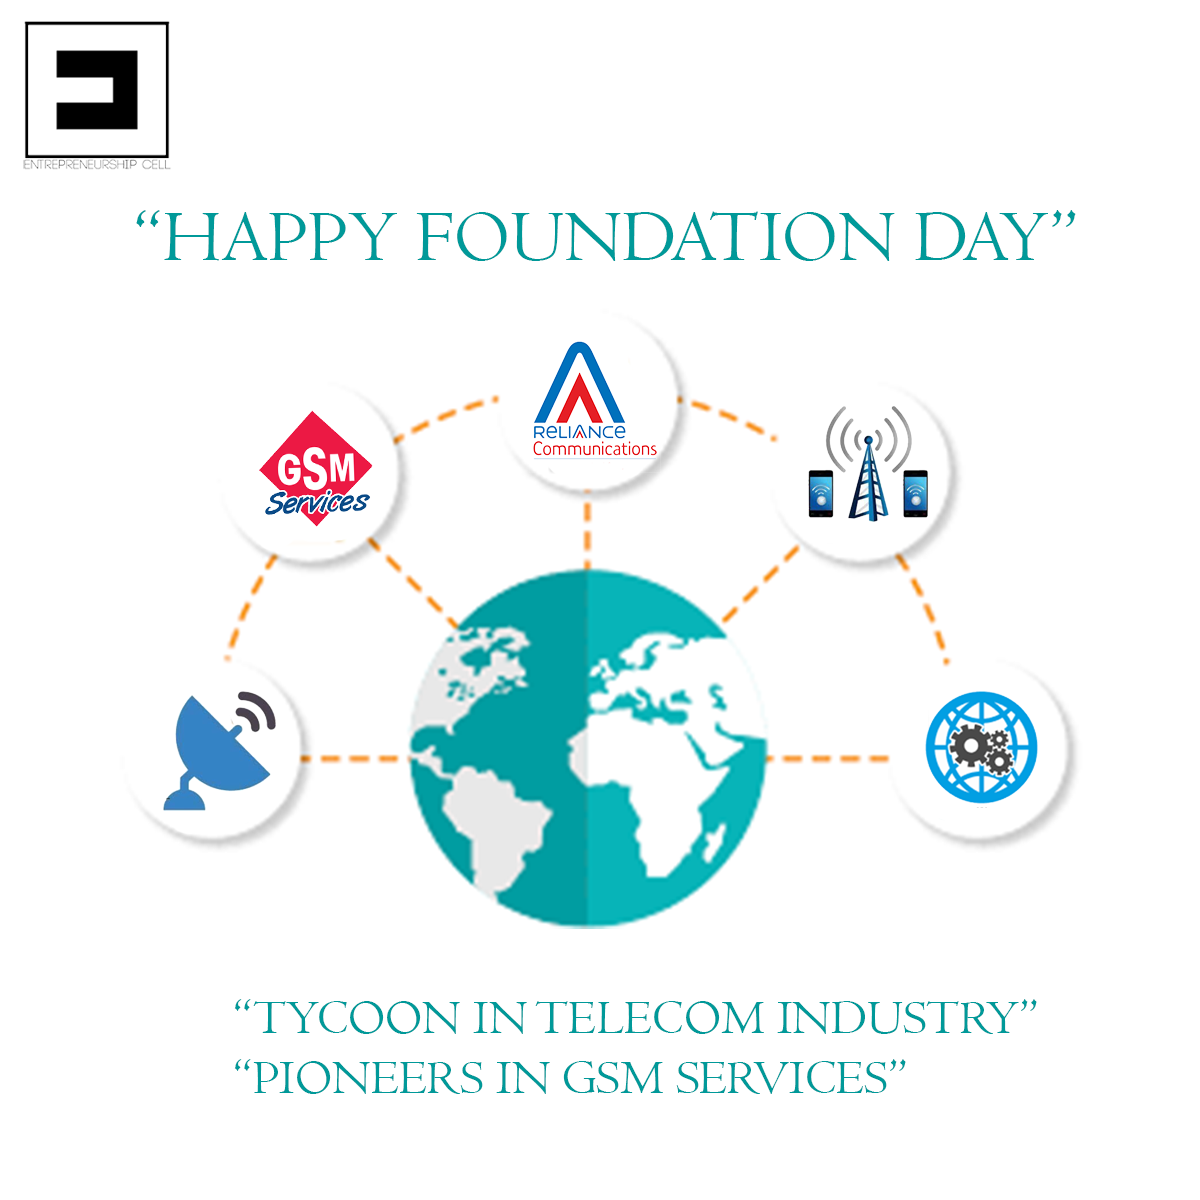 ENTREPRENEURSHIP CELL
“HAPPY FOUNDATION DAY”
RELIANCE
Communications
GSM
Services
“TYCOON IN TELECOM INDUSTRY”
“PIONEERS IN GSM SERVICES”